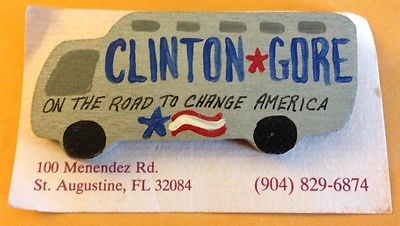 CLINTON★GORE
ON THE ROAD TO CHANGE AMERICA
100 Menendez Rd.
St. Augustine, FL 32084
(904) 829-6874